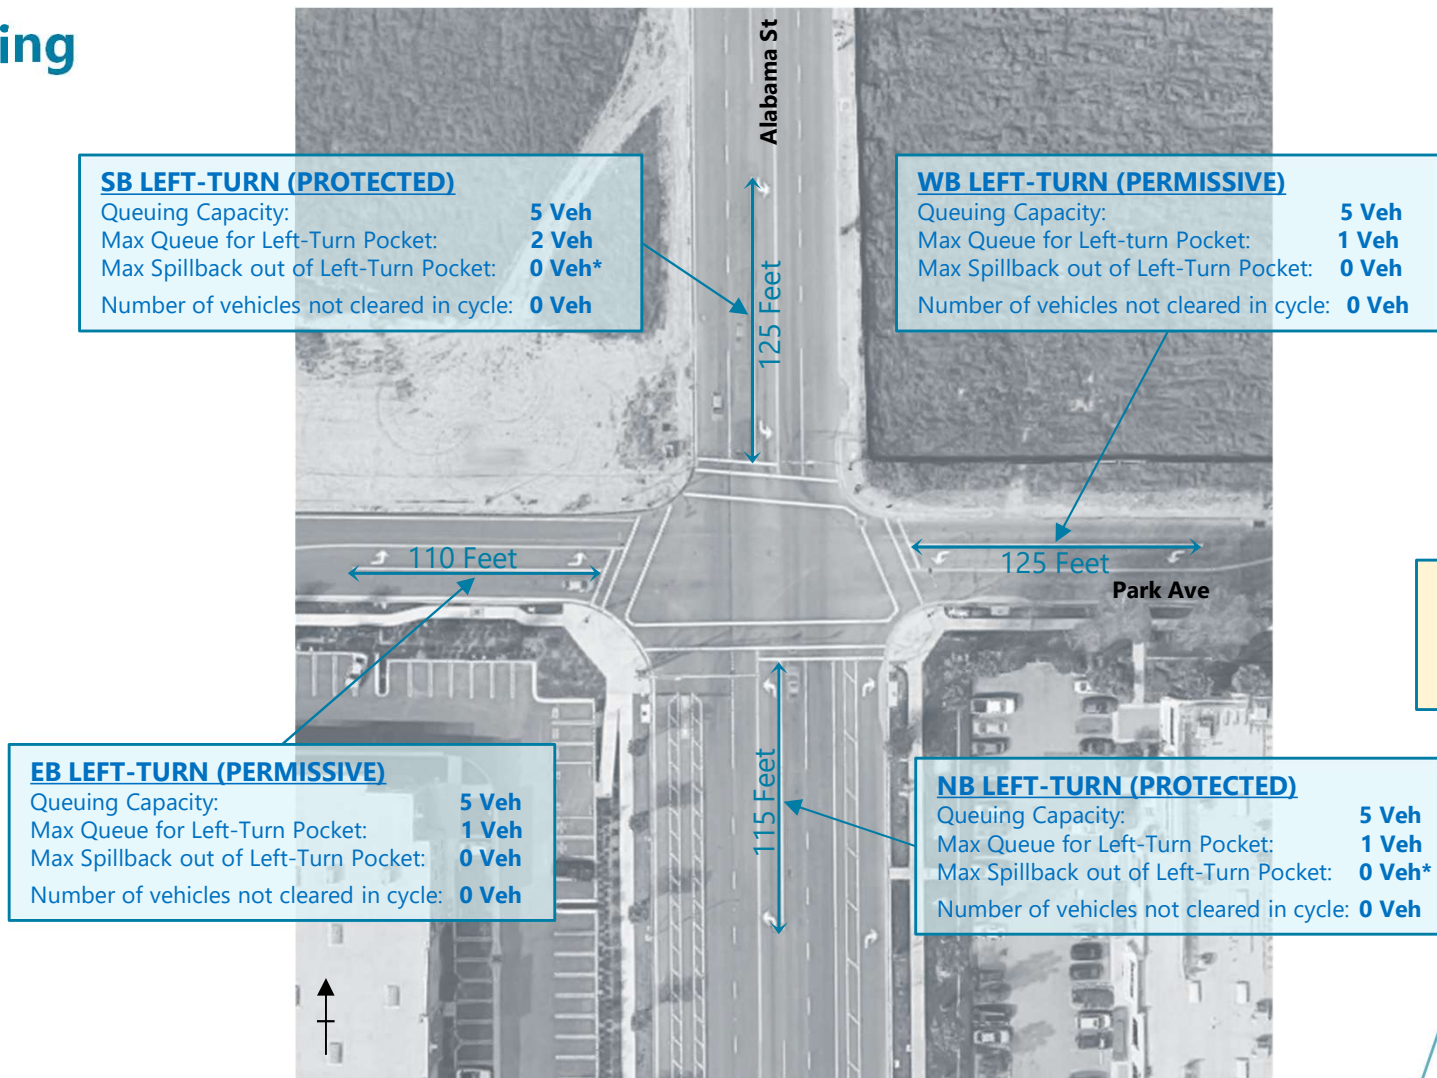 ing
Alabama St
SB LEFT-TURN (PROTECTED)
Queuing Capacity: 5 Veh
Max Queue for Left-Turn Pocket: 2 Veh
Max Spillback out of Left-Turn Pocket: 0 Veh*
Number of vehicles not cleared in cycle: 0 Veh
WB LEFT-TURN (PERMISSIVE)
Queuing Capacity: 5 Veh
Max Queue for Left-turn Pocket: 1 Veh
Max Spillback out of Left-Turn Pocket: 0 Veh
Number of vehicles not cleared in cycle: 0 Veh
125 Feet
110 Feet
125 Feet
Park Ave
115 Feet
EB LEFT-TURN (PERMISSIVE)
Queuing Capacity: 5 Veh
Max Queue for Left-Turn Pocket: 1 Veh
Max Spillback out of Left-Turn Pocket: 0 Veh
Number of vehicles not cleared in cycle: 0 Veh
NB LEFT-TURN (PROTECTED)
Queuing Capacity: 5 Veh
Max Queue for Left-Turn Pocket: 1 Veh
Max Spillback out of Left-Turn Pocket: 0 Veh*
Number of vehicles not cleared in cycle: 0 Veh